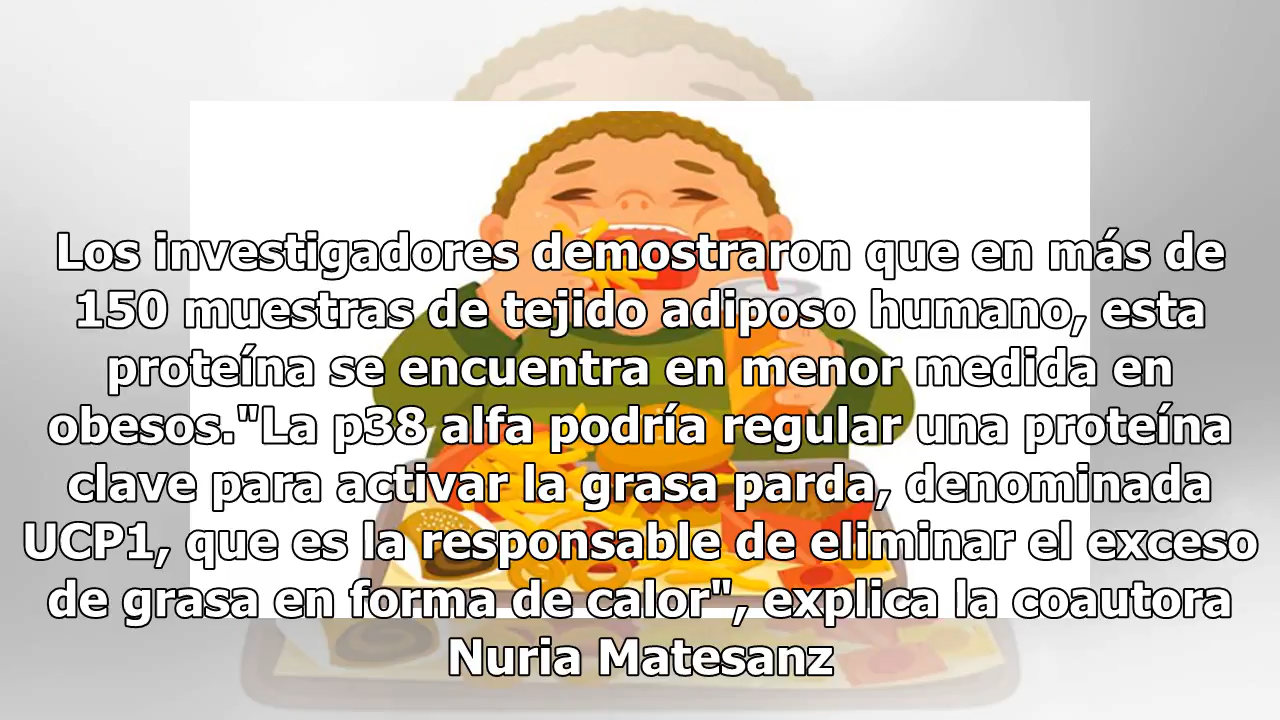 Los investigadores demostraron que en más de
150 muestras de tejido adiposo humano, esta
proteína se encuentra en menor medida en
obesos."La p38 alfa podría regular una proteína
clave para activar la grasa parda, denominada
UCP1, que es la responsable de eliminar el exceso
de grasa en forma de calor", explica la coautora
Nuria Matesanz